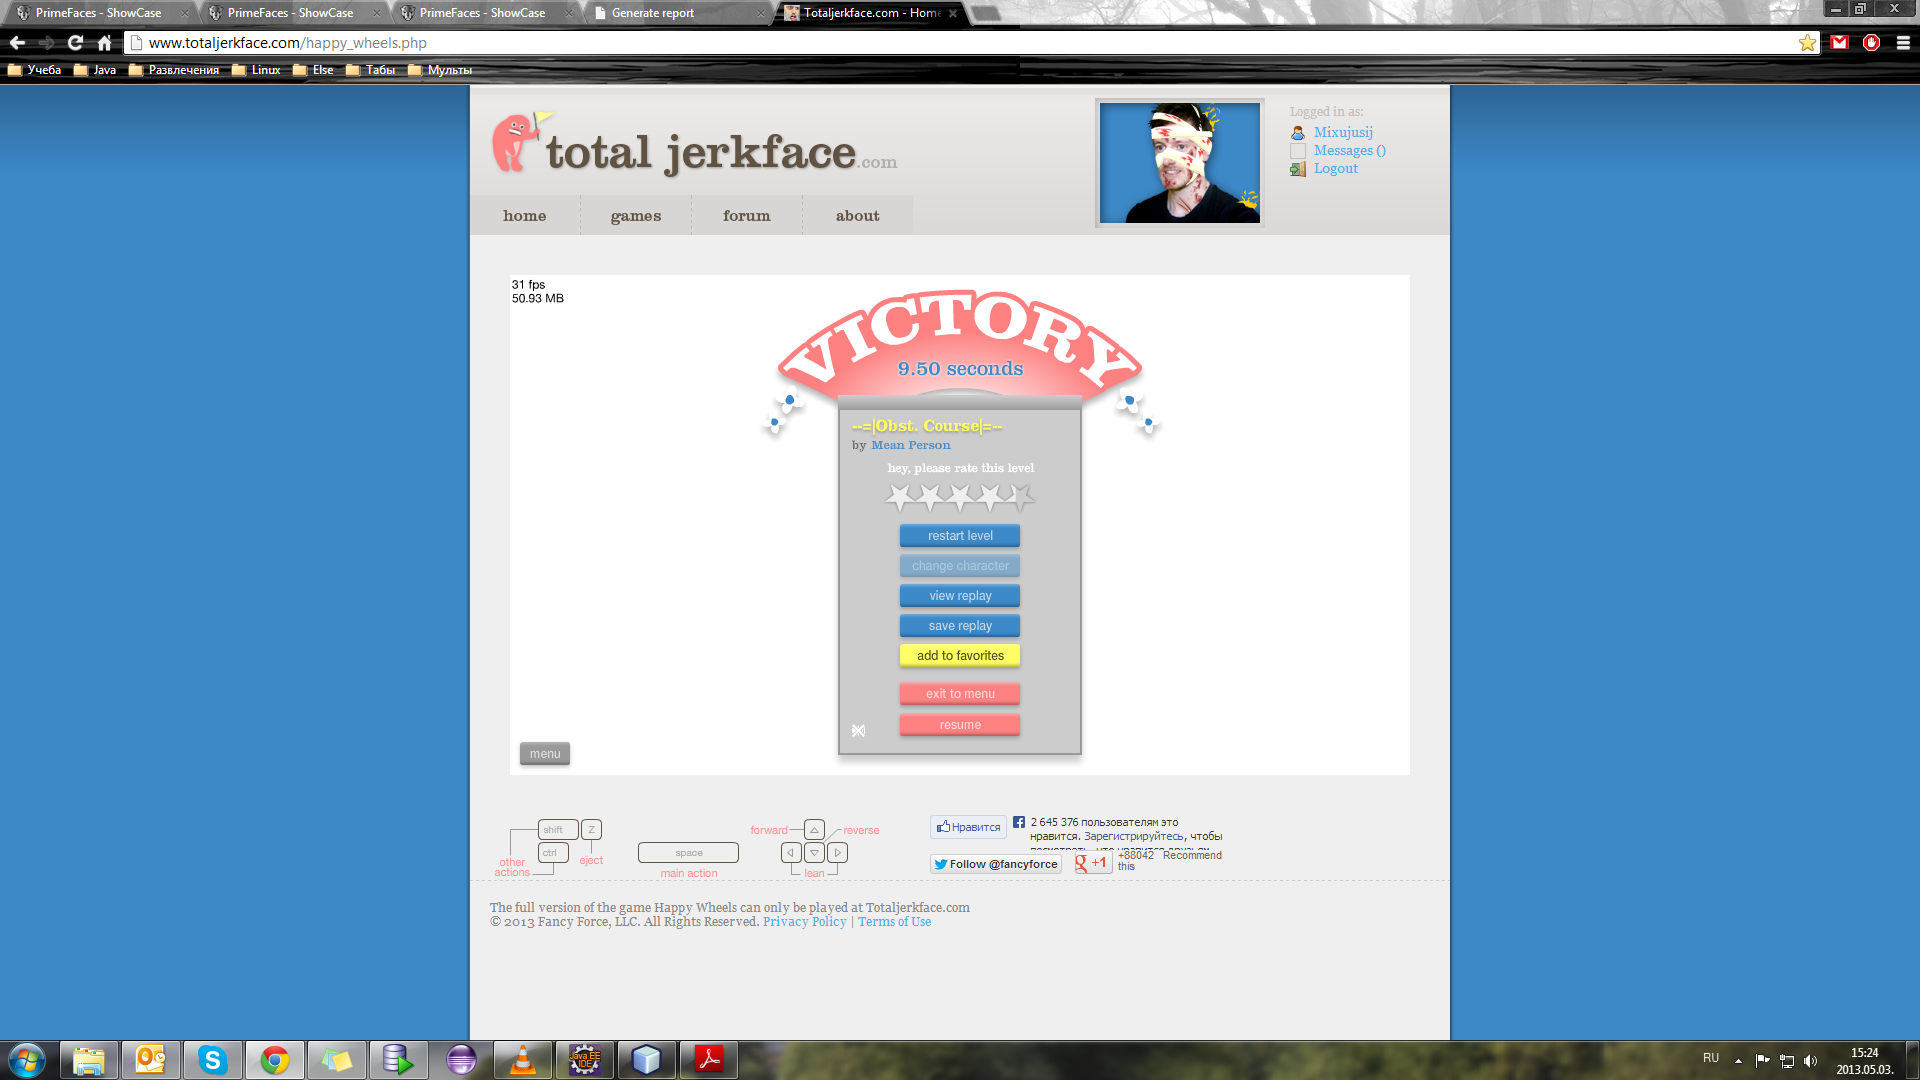 PrimeFaces - ShowCase
PrimeFaces - ShowCase
PrimeFaces - ShowCase
Generate report
Totaljerkface.com - Hom
www.totaljerkface.com/happy_wheels.php
Учеба
Java
Развлечения
Linux
Else
Табы
Мульты
total jerkface.com
Logged in as:
Mixujusij
Messages ()
Logout
home
games
forum
about
31 fps
50.93 MB
VICTORY
9.50 seconds
--=|Obst. Course|=--
by Mean Person
hey, please rate this level
restart level
change character
view replay
save replay
add to favorites
exit to menu
resume
menu
shift
Z
ctrl
other
actions
eject
space
main action
forward
reverse
lean
Нравится
2 645 376 пользователям это
нравится. Зарегистрируйтесь, чтобы
Follow @fancyforce
+1
+88042 Recommend
this
The full version of the game Happy Wheels can only be played at Totaljerkface.com
© 2013 Fancy Force, LLC. All Rights Reserved. Privacy Policy | Terms of Use
Java EE
IDE
RU
15:24
2013.05.03.